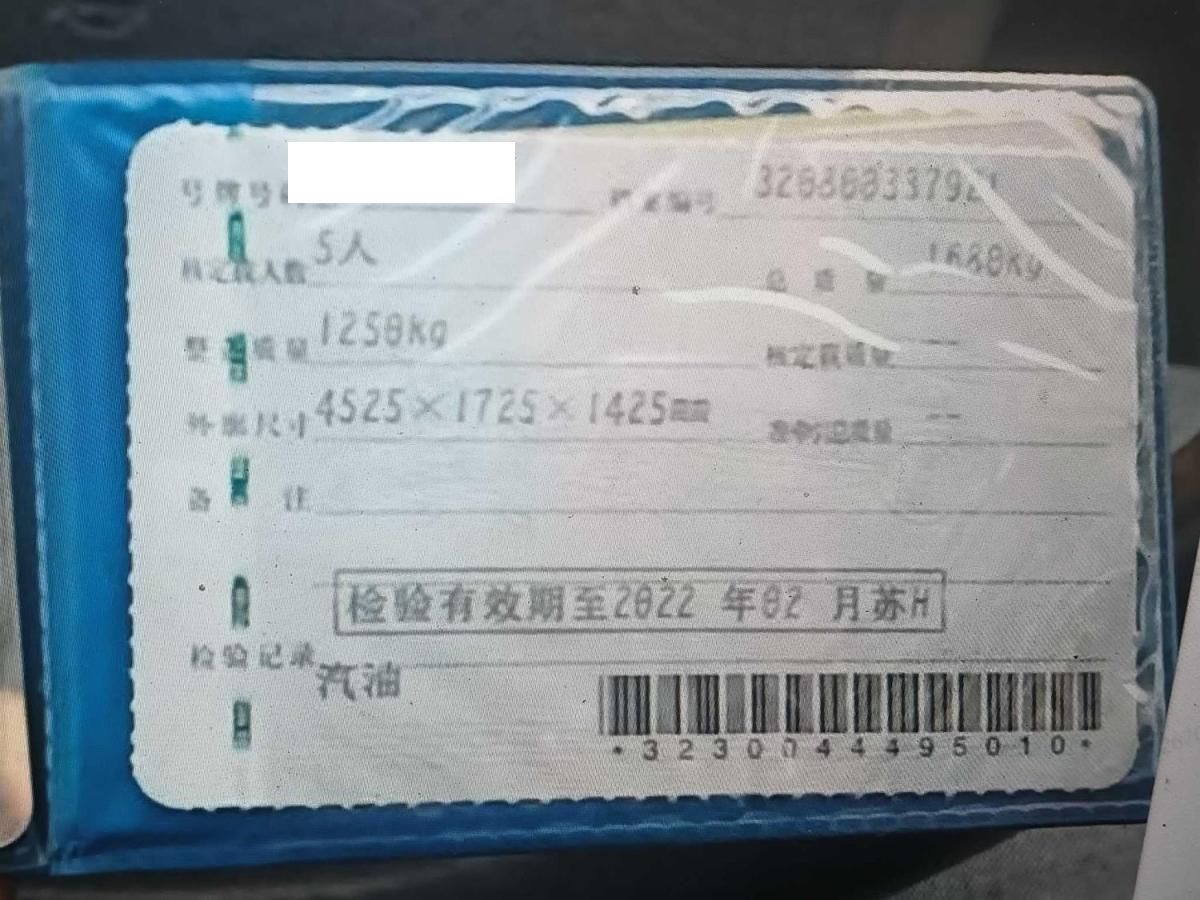 号牌号码 档案编号 320300337921
核定载人数 5人 总质量 1680kg
整备质量 1250kg 核定载质量 --
外廓尺寸 4525×1725×1425mm 准牵引总质量 --
备注
检验有效期至2022 年02 月苏H
检验记录
汽油
*3230044495010*